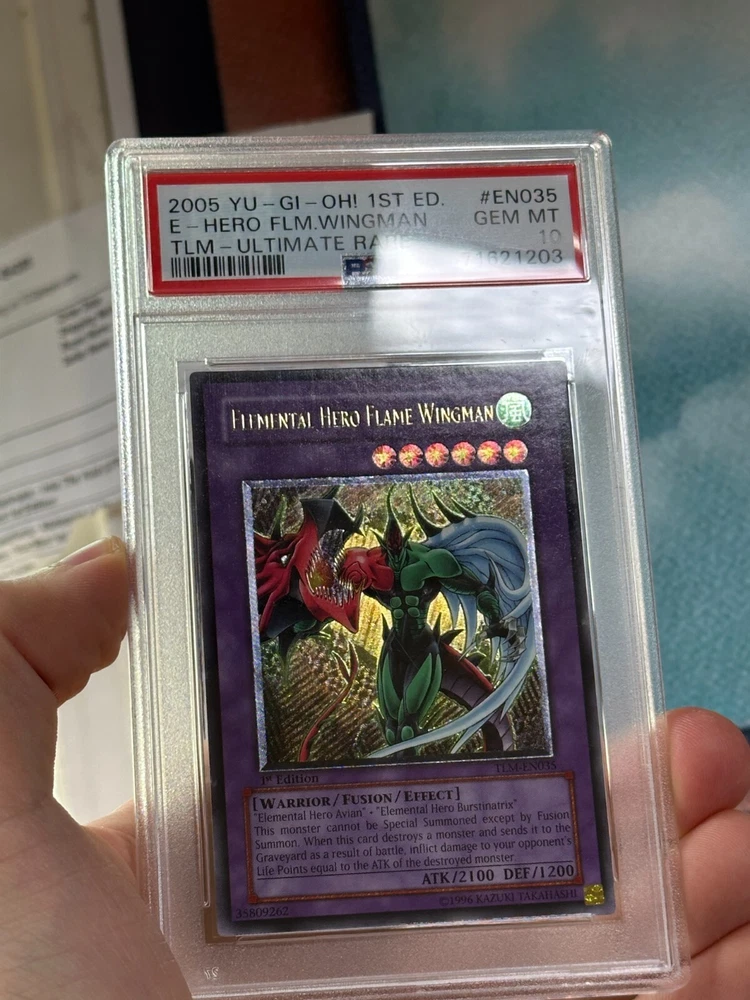 2005 YU-GI-OH! 1ST ED. #EN035
E-HERO FLM.WINGMAN GEM MT
TLM-ULTIMATE RARE 10
71621203
ELEMENTAL HERO FLAME WINGMAN 風
1st Edition TLM-EN035
[WARRIOR/FUSION/EFFECT]
"Elemental Hero Avian" + "Elemental Hero Burstinatrix"
This monster cannot be Special Summoned except by Fusion
Summon. When this card destroys a monster and sends it to the
Graveyard as a result of battle, inflict damage to your opponent's
Life Points equal to the ATK of the destroyed monster.
ATK/2100 DEF/1200
35809262 ©1996 KAZUKI TAKAHASHI